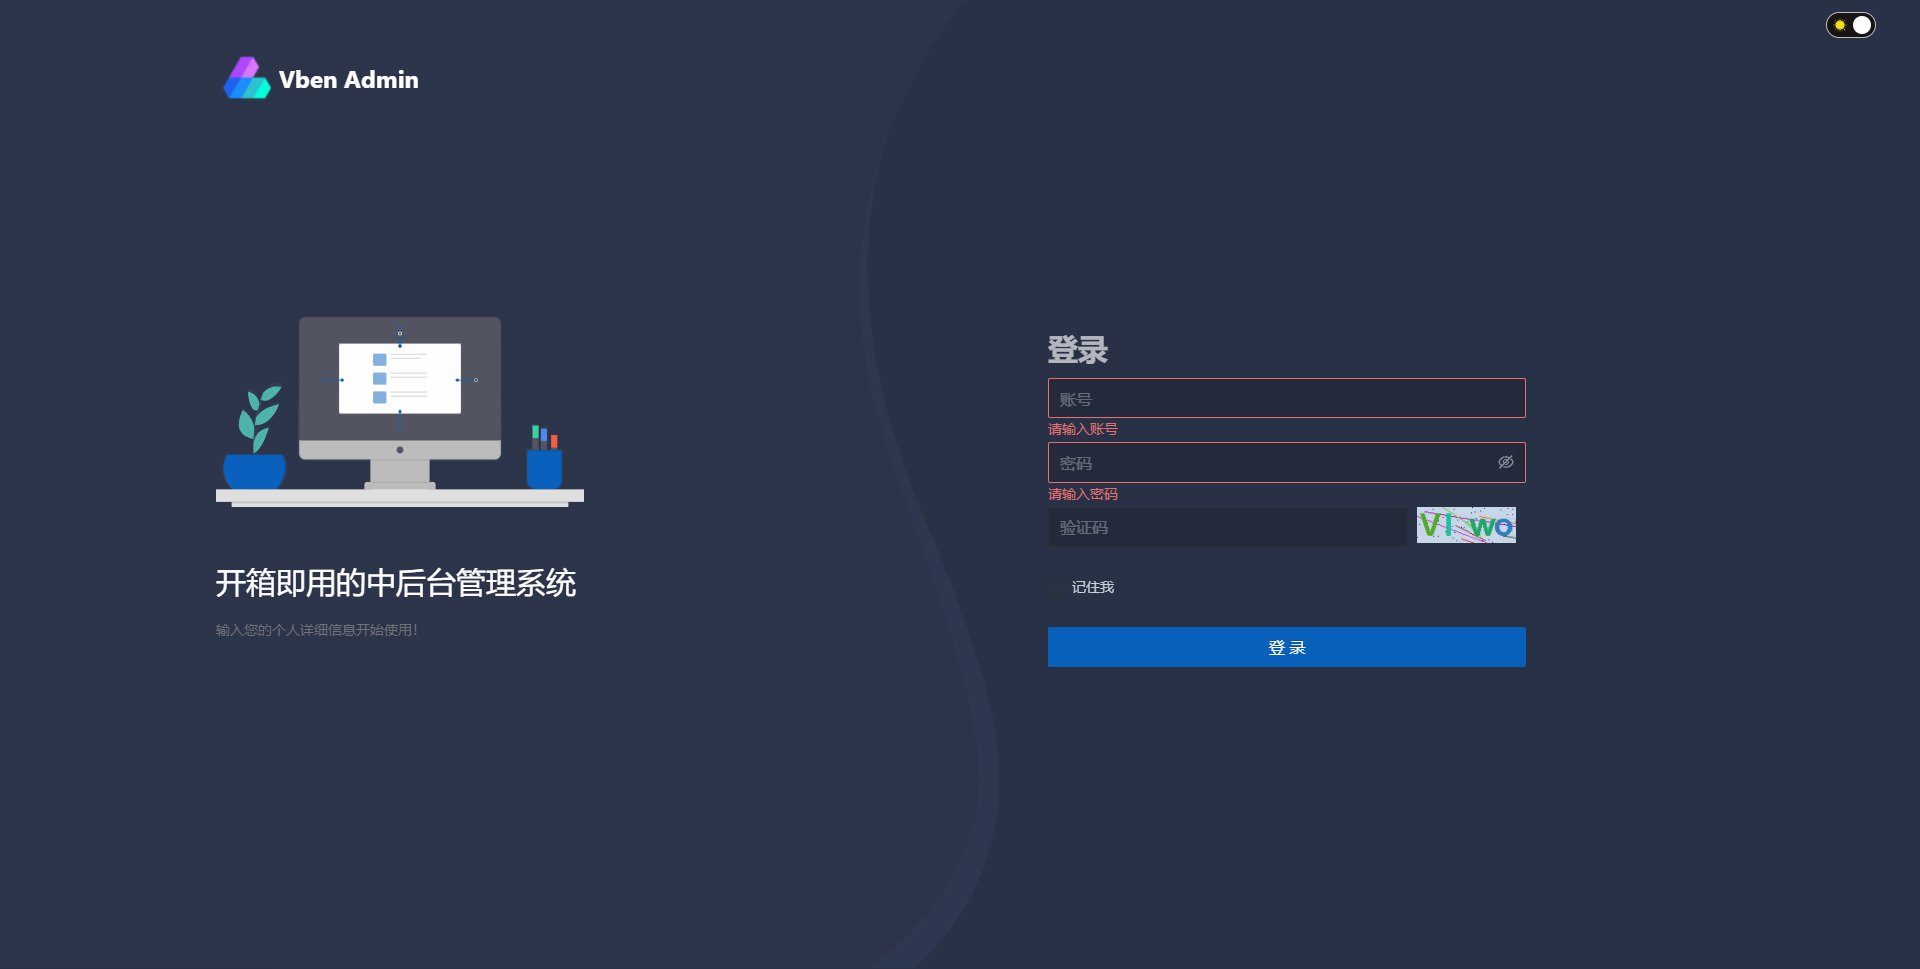 Vben Admin
开箱即用的中后台管理系统
输入您的个人详细信息开始使用！
登录
账号
请输入账号
密码
请输入密码
验证码
记住我
登 录